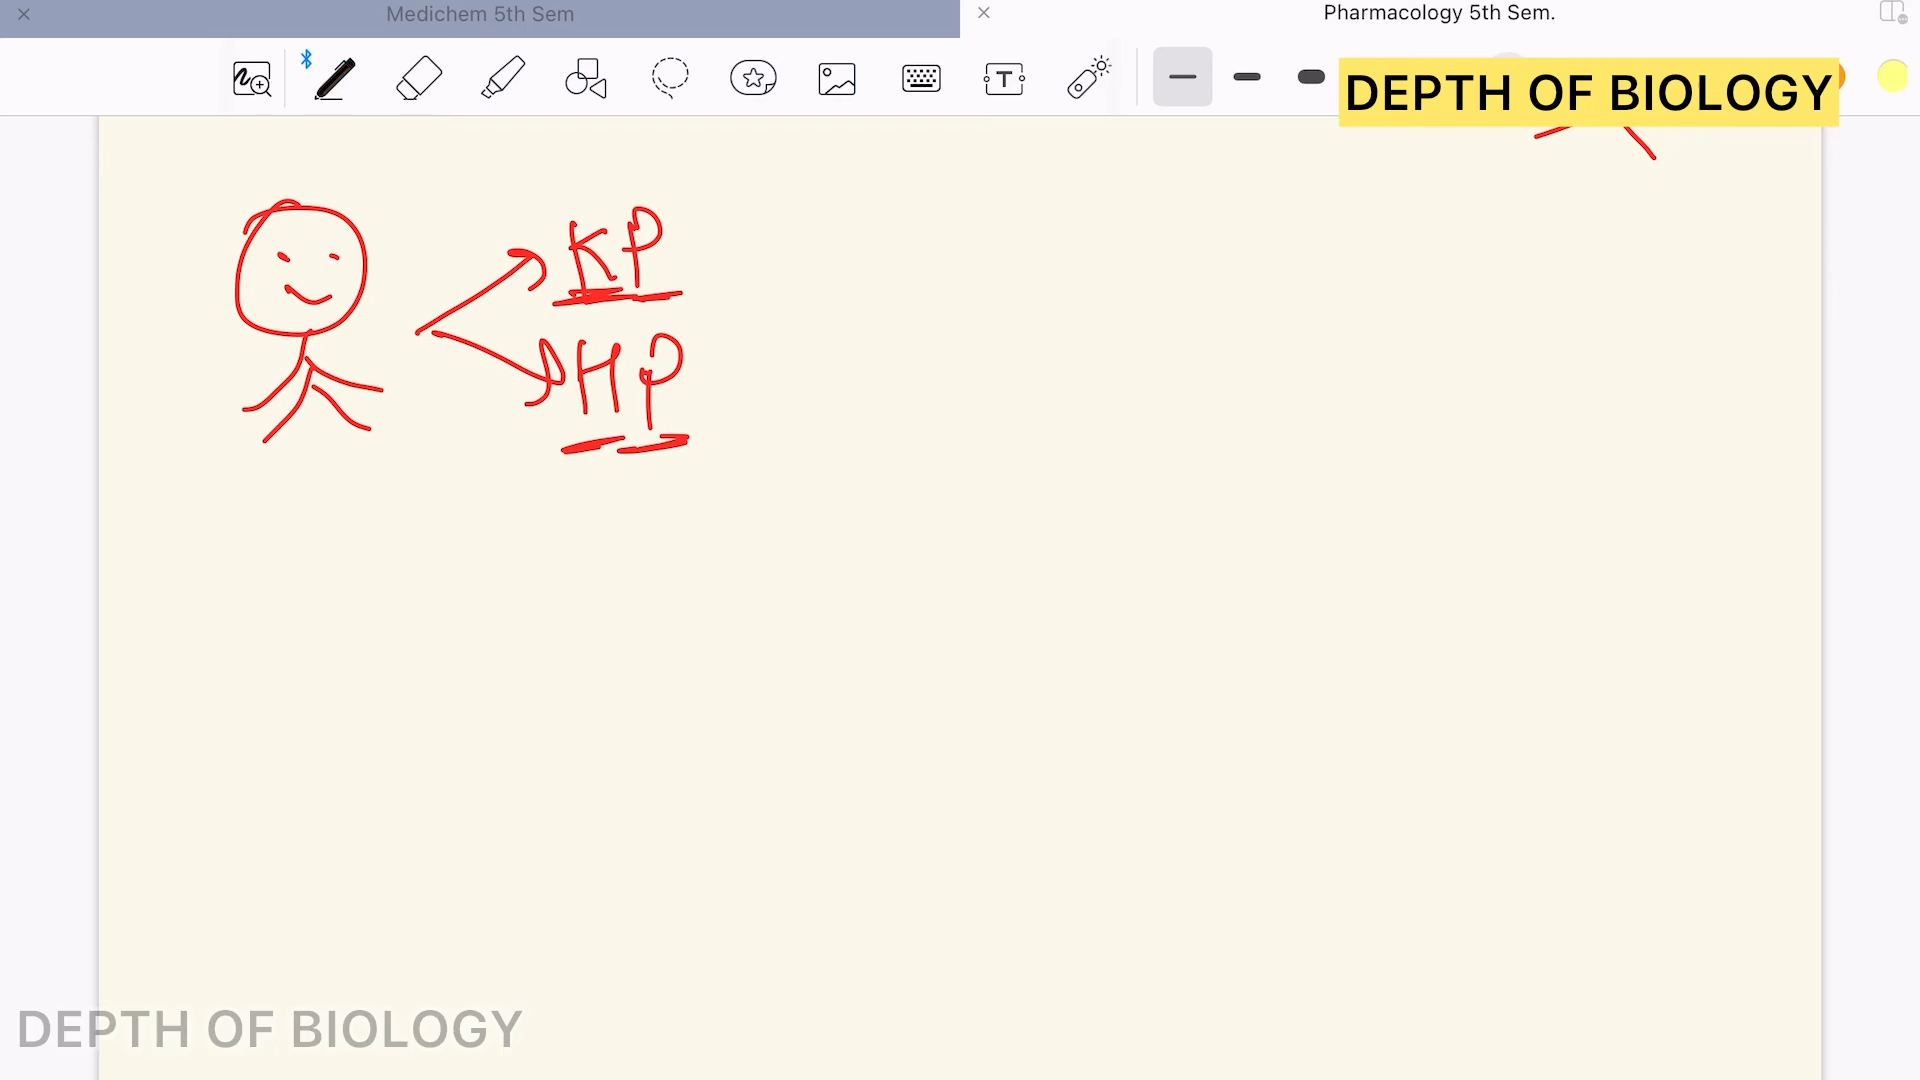 Medichem 5th Sem
Pharmacology 5th Sem.
T
DEPTH OF BIOLOGY
KP
HP
DEPTH OF BIOLOGY